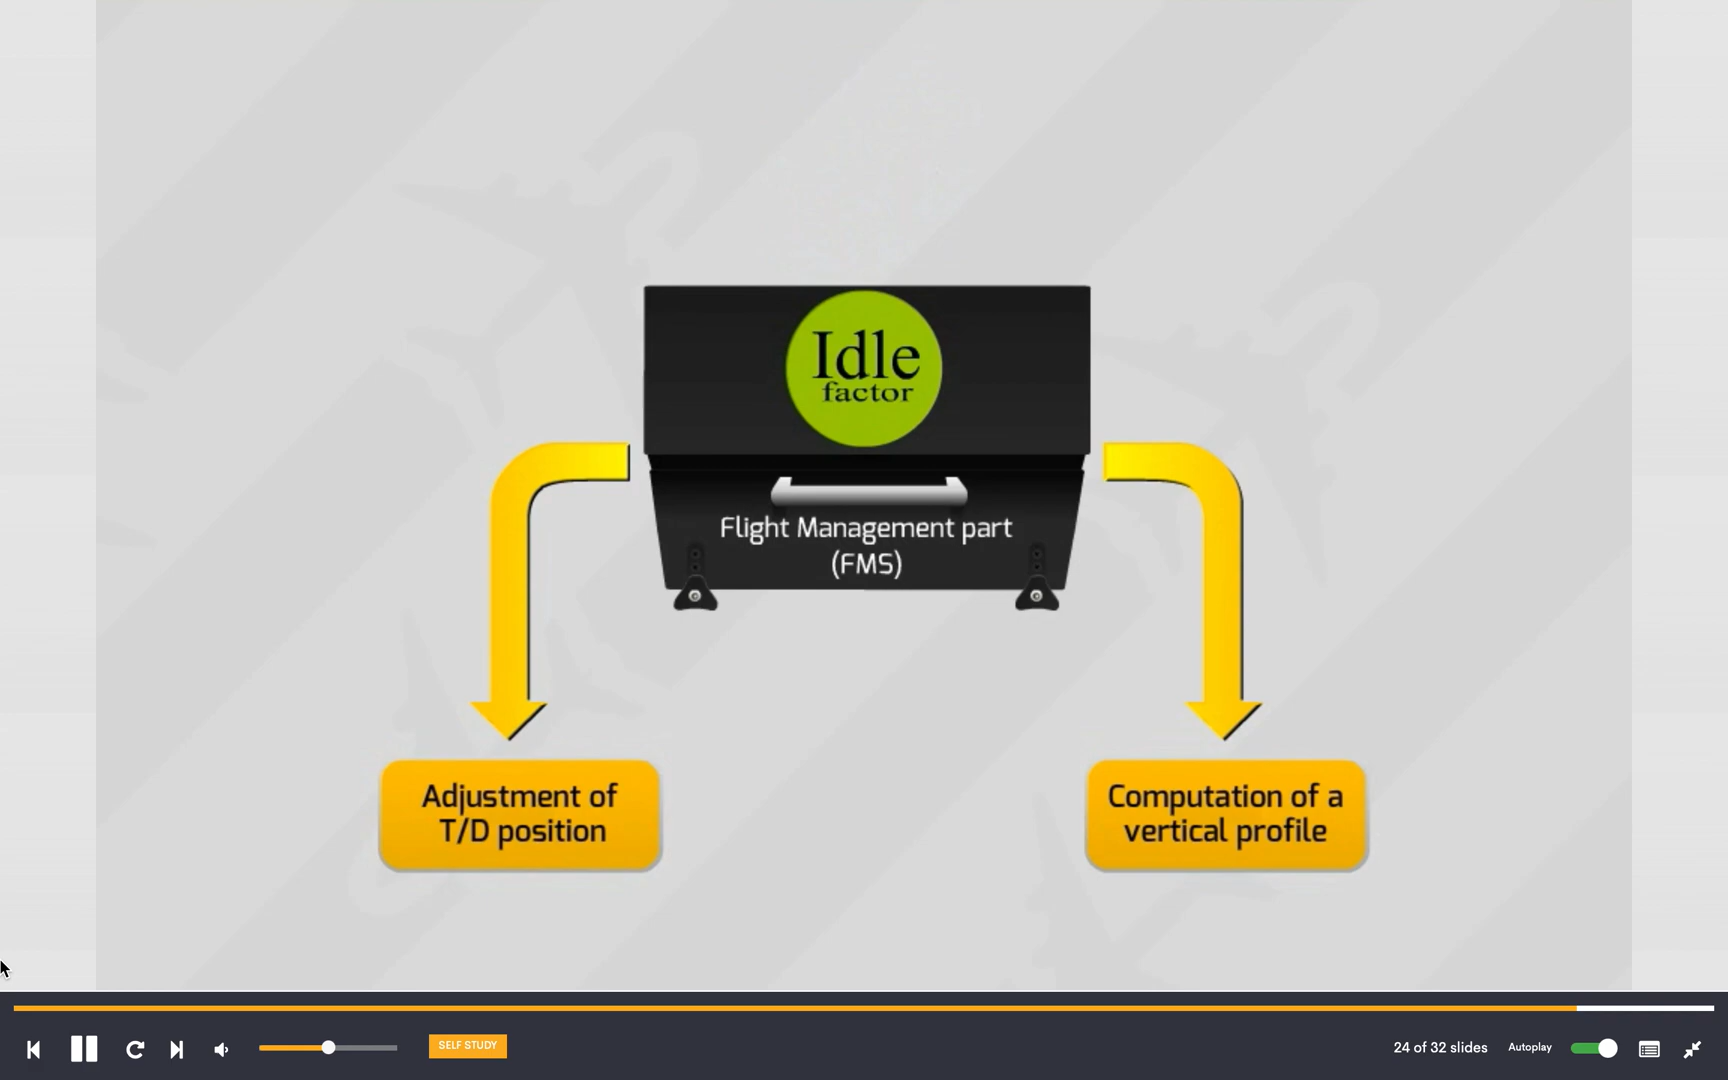 Idle
factor
Flight Management part
(FMS)
Adjustment of
T/D position
Computation of a
vertical profile
SELF STUDY
24 of 32 slides
Autoplay